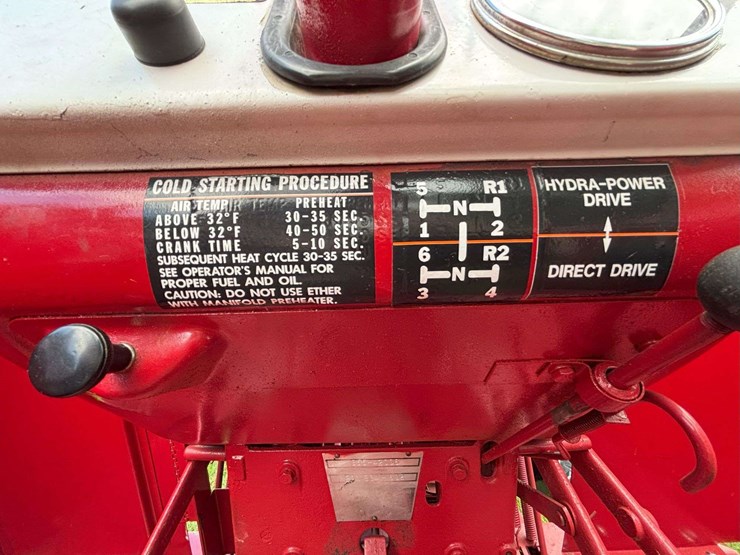 COLD STARTING PROCEDURE
AIR TEMP. PREHEAT
ABOVE 32°F 30-35 SEC.
BELOW 32°F 40-50 SEC.
CRANK TIME 5-10 SEC.
SUBSEQUENT HEAT CYCLE 30-35 SEC.
SEE OPERATOR'S MANUAL FOR
PROPER FUEL AND OIL.
CAUTION: DO NOT USE ETHER
WITH MANIFOLD PREHEATER.
5 R1
N
1 2
6 R2
N
3 4
HYDRA-POWER
DRIVE
DIRECT DRIVE